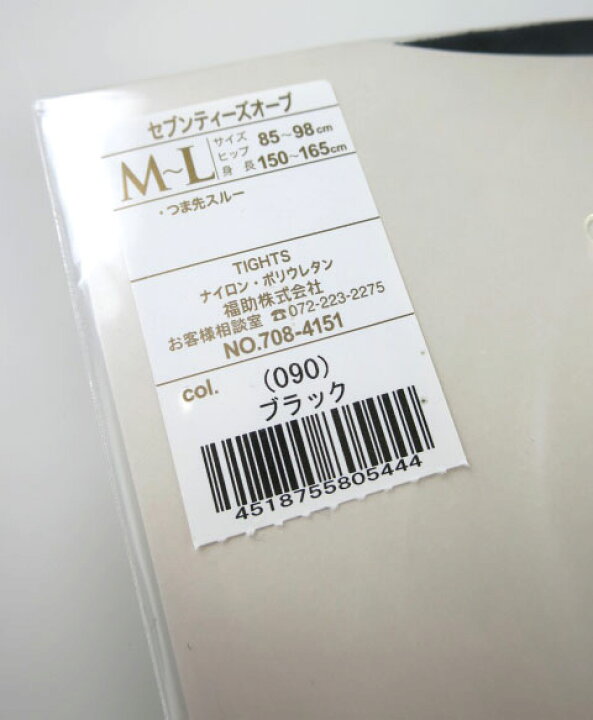 セブンティーズオーブ
M~L サイズ
ヒップ 85~98cm
身長 150~165cm
・つま先スルー
TIGHTS
ナイロン・ポリウレタン
福助株式会社
お客様相談室 ☎072-223-2275
NO.708-4151
col. (090)
ブラック
4518755805444